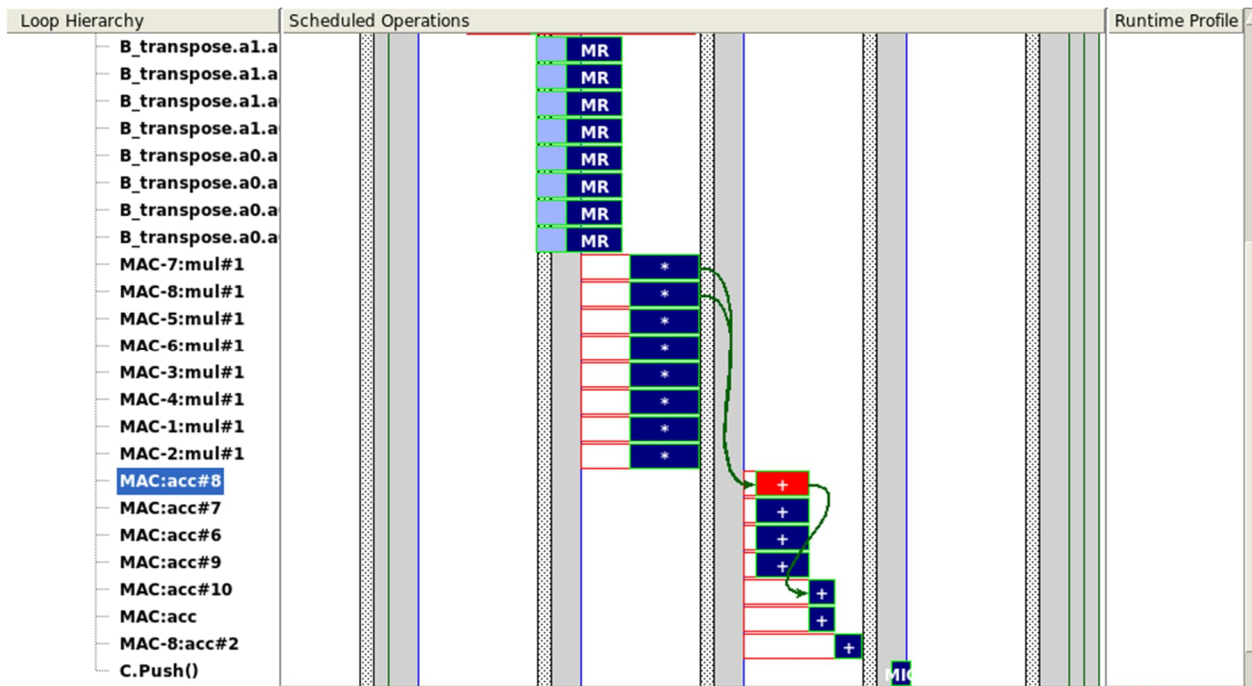 Loop Hierarchy Scheduled Operations Runtime Profile
B_transpose.a1.a MR
B_transpose.a1.a MR
B_transpose.a1.a MR
B_transpose.a1.a MR
B_transpose.a0.a MR
B_transpose.a0.a MR
B_transpose.a0.a MR
B_transpose.a0.a MR
MAC-7:mul#1 *
MAC-8:mul#1 *
MAC-5:mul#1 *
MAC-6:mul#1 *
MAC-3:mul#1 *
MAC-4:mul#1 *
MAC-1:mul#1 *
MAC-2:mul#1 *
MAC:acc#8 +
MAC:acc#7 +
MAC:acc#6 +
MAC:acc#9 +
MAC:acc#10 +
MAC:acc +
MAC-8:acc#2 +
C.Push()